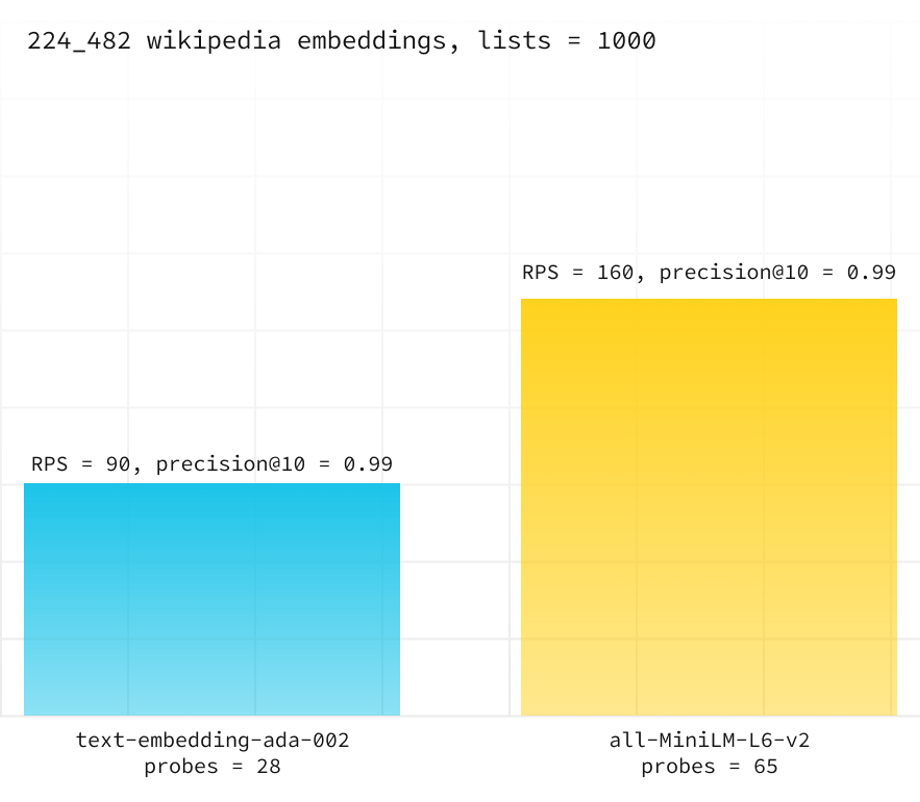 224_482 wikipedia embeddings, lists = 1000
RPS = 160, precision@10 = 0.99
RPS = 90, precision@10 = 0.99
text-embedding-ada-002
probes = 28
all-MiniLM-L6-v2
probes = 65